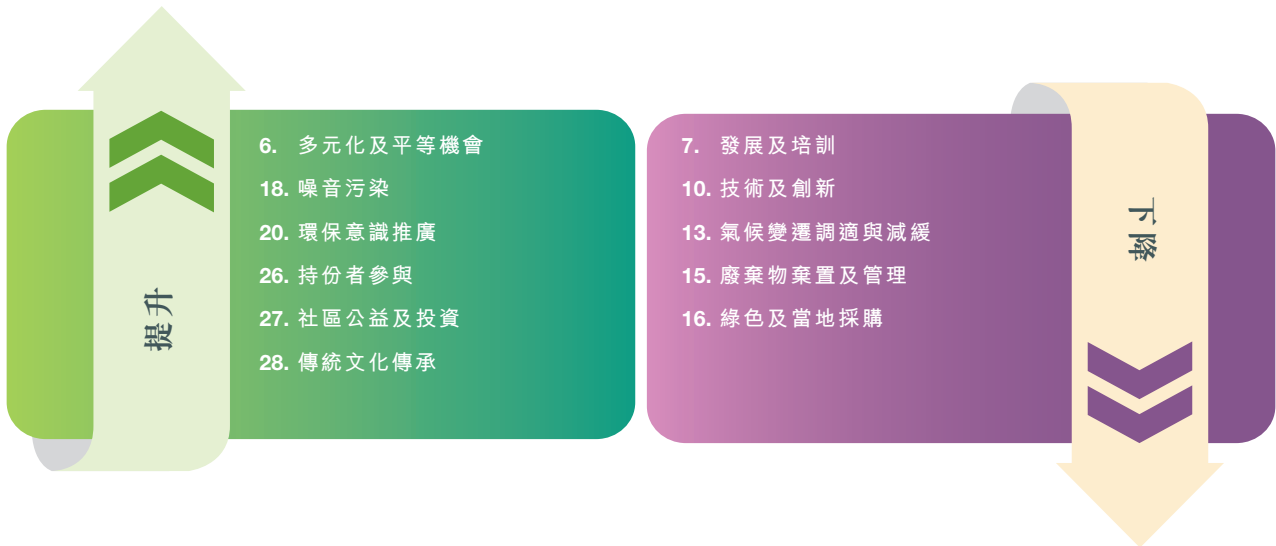 提升
6. 多元化及平等機會
18. 噪音污染
20. 環保意識推廣
26. 持份者參與
27. 社區公益及投資
28. 傳統文化傳承
7. 發展及培訓
10. 技術及創新
13. 氣候變遷調適與減緩
15. 廢棄物棄置及管理
16. 綠色及當地採購
下降